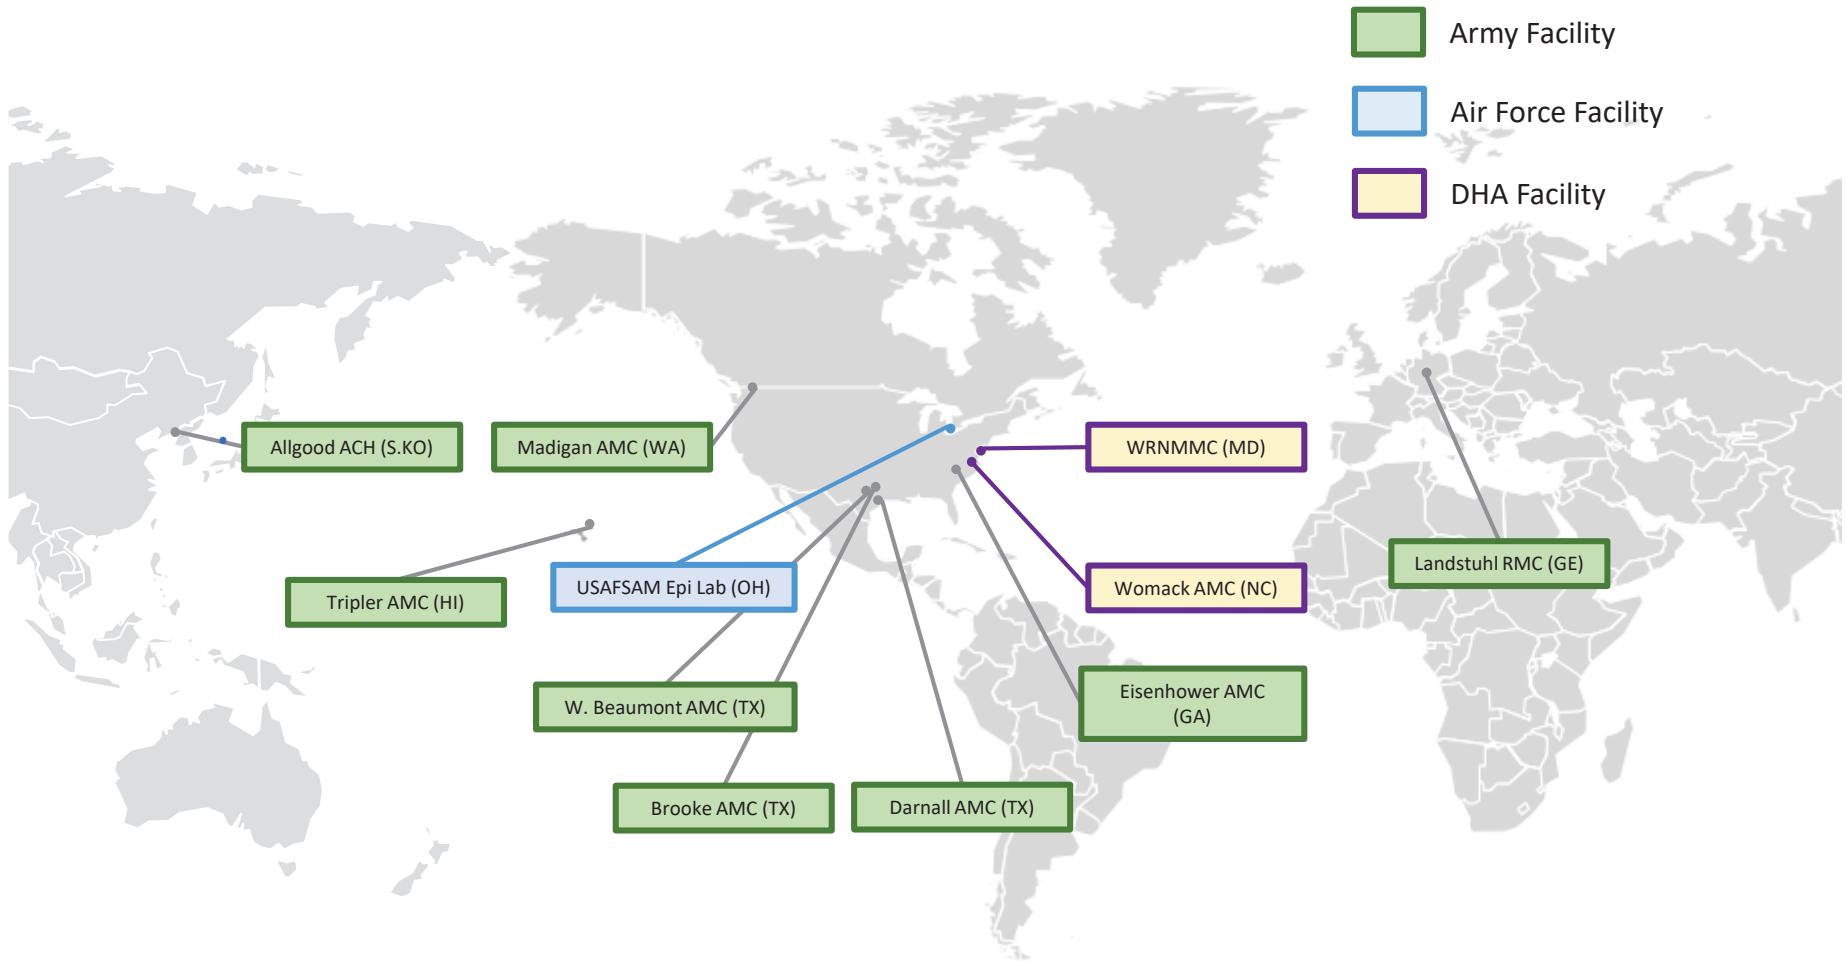 Army Facility
Air Force Facility
DHA Facility
Allgood ACH (S.KO)
Madigan AMC (WA)
WRNMMC (MD)
Landstuhl RMC (GE)
Tripler AMC (HI)
USAFSAM Epi Lab (OH)
Womack AMC (NC)
W. Beaumont AMC (TX)
Eisenhower AMC
(GA)
Brooke AMC (TX)
Darnall AMC (TX)